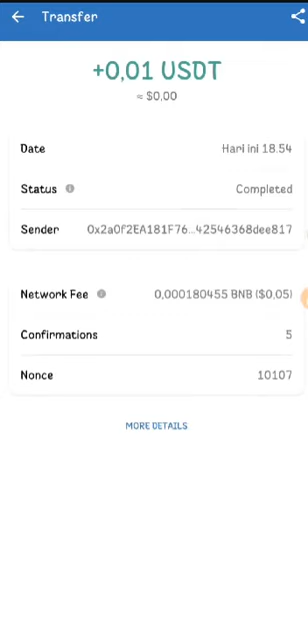 Transfer
+0,01 USDT
≈ $0,00
Date Hari ini 18.54
Status Completed
Sender 0x2a0f2EA181F76...42546368dee817
Network Fee 0,000180455 BNB ($0,05)
Confirmations 5
Nonce 10107
MORE DETAILS